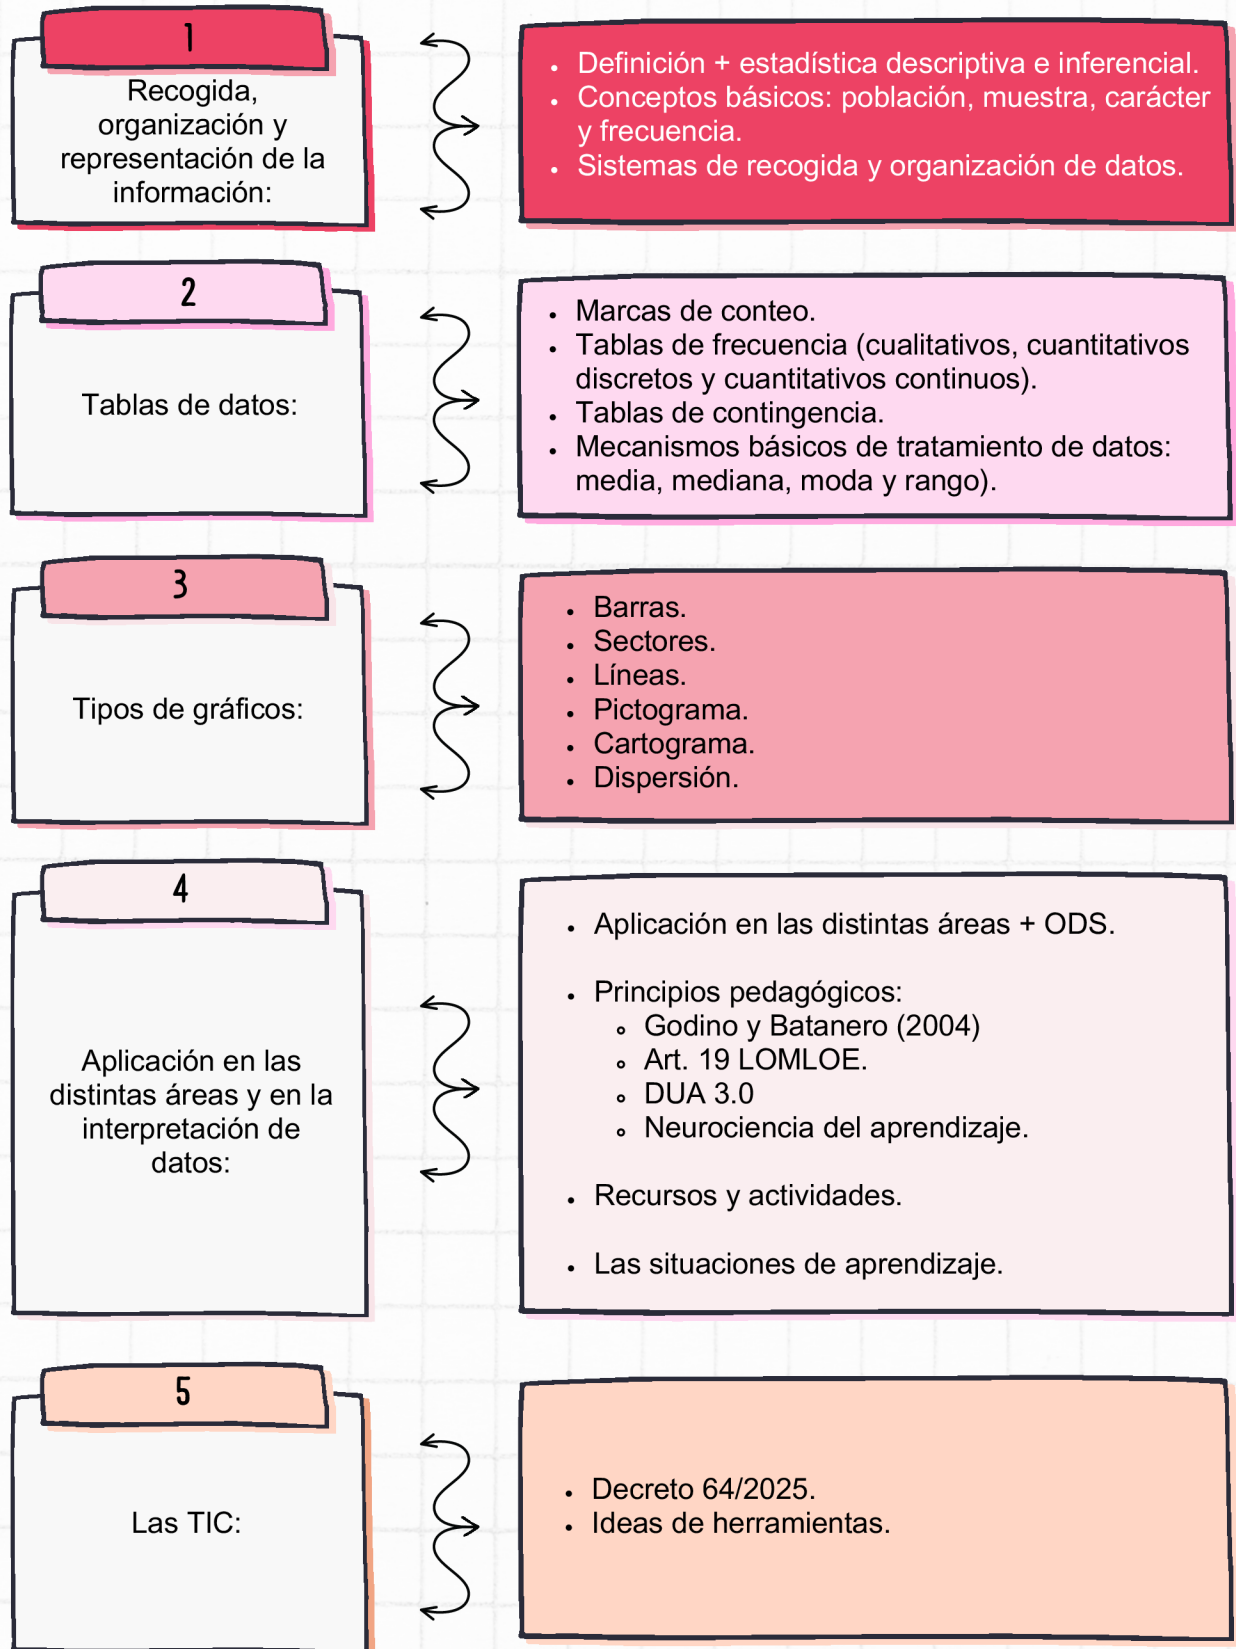 1
Recogida,
organización y
representación de la
información:
• Definición + estadística descriptiva e inferencial.
• Conceptos básicos: población, muestra, carácter
y frecuencia.
• Sistemas de recogida y organización de datos.
2
Tablas de datos:
• Marcas de conteo.
• Tablas de frecuencia (cualitativos, cuantitativos
discretos y cuantitativos continuos).
• Tablas de contingencia.
• Mecanismos básicos de tratamiento de datos:
media, mediana, moda y rango).
3
Tipos de gráficos:
• Barras.
• Sectores.
• Líneas.
• Pictograma.
• Cartograma.
• Dispersión.
4
Aplicación en las
distintas áreas y en la
interpretación de
datos:
• Aplicación en las distintas áreas + ODS.
• Principios pedagógicos:
◦ Godino y Batanero (2004)
◦ Art. 19 LOMLOE.
◦ DUA 3.0
◦ Neurociencia del aprendizaje.
• Recursos y actividades.
• Las situaciones de aprendizaje.
5
Las TIC:
• Decreto 64/2025.
• Ideas de herramientas.